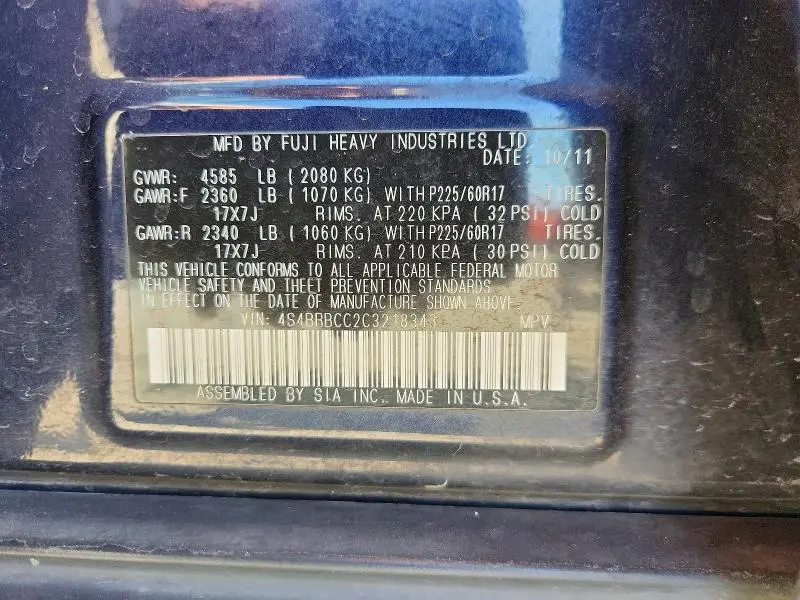 MFD BY FUJI HEAVY INDUSTRIES LTD.
DATE: 10/11
GVWR: 4585 LB ( 2080 KG)
GAWR:F 2360 LB ( 1070 KG) WITH P225/60R17 TIRES.
17X7J RIMS. AT 220 KPA ( 32 PSI) COLD
GAWR:R 2340 LB ( 1060 KG) WITH P225/60R17 TIRES.
17X7J RIMS. AT 210 KPA ( 30 PSI) COLD
THIS VEHICLE CONFORMS TO ALL APPLICABLE FEDERAL MOTOR
VEHICLE SAFETY AND THEFT PREVENTION STANDARDS
IN EFFECT ON THE DATE OF MANUFACTURE SHOWN ABOVE.
VIN: 4S4BRBCC2C3218343 MPV
ASSEMBLED BY SIA INC. MADE IN U.S.A.